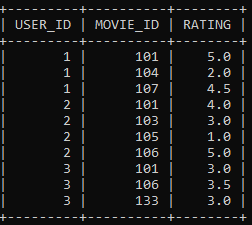 +---------+----------+--------+
| USER_ID | MOVIE_ID | RATING |
+---------+----------+--------+
|       1 |      101 |    5.0 |
|       1 |      104 |    2.0 |
|       1 |      107 |    4.5 |
|       2 |      101 |    4.0 |
|       2 |      103 |    3.0 |
|       2 |      105 |    1.0 |
|       2 |      106 |    5.0 |
|       3 |      101 |    3.0 |
|       3 |      106 |    3.5 |
|       3 |      133 |    3.0 |
+---------+----------+--------+